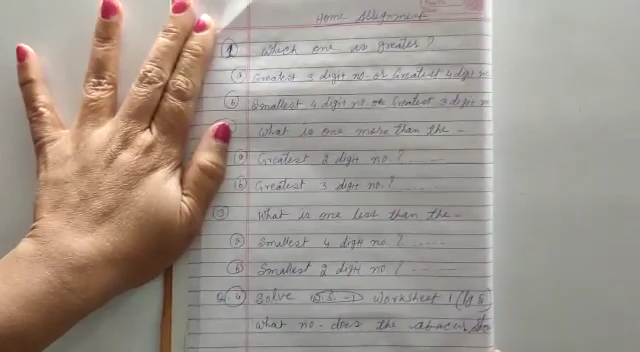 Home Assignment
1 Which one is greater?
a Greatest 3 digit no. or Greatest 4 digit n
b Smallest 4 digit no. or Greatest 3 digit n
What is one more than the -
a Greatest 2 digit no.? ......
b Greatest 3 digit no.? ......
3 What is one less than the -
a Smallest 4 digit no.? .....
b Smallest 2 digit no.? ......
Q.4 Solve Worksheet 1
What no. does the abacus